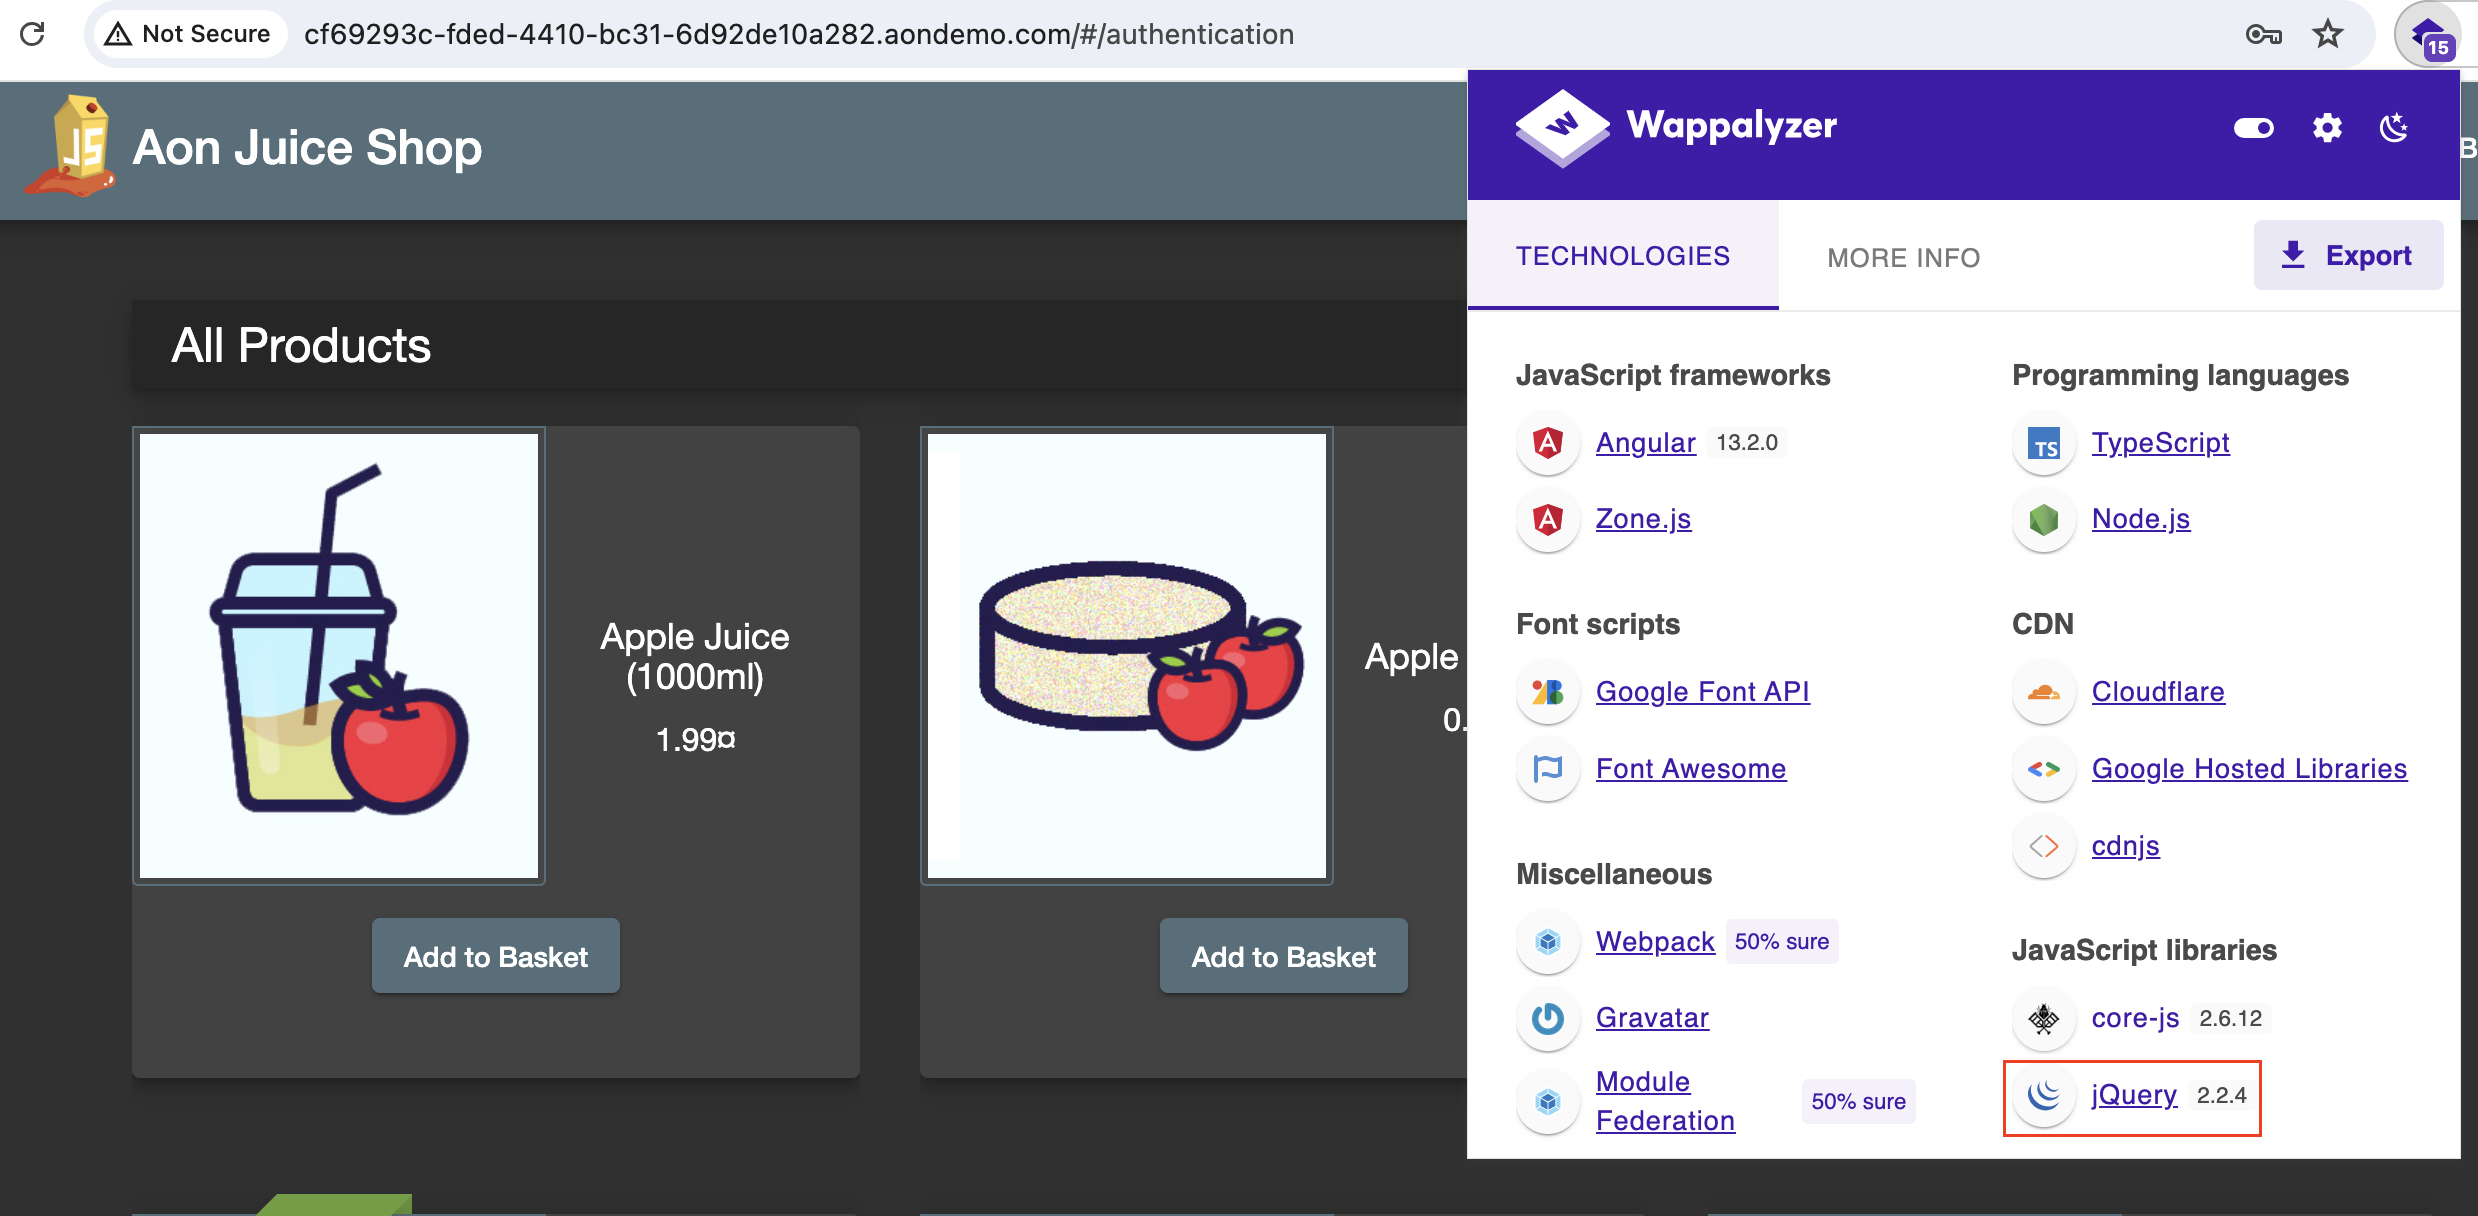 Not Secure
cf69293c-fded-4410-bc31-6d92de10a282.aondemo.com/#/authentication
15
JS
Aon Juice Shop
B
All Products
Apple Juice
(1000ml)
1.99¤
Add to Basket
Apple
0.
Add to Basket
W
Wappalyzer
TECHNOLOGIES
MORE INFO
Export
JavaScript frameworks
Angular 13.2.0
Zone.js
Font scripts
Google Font API
Font Awesome
Miscellaneous
Webpack 50% sure
Gravatar
Module
Federation
50% sure
Programming languages
TS
TypeScript
Node.js
CDN
Cloudflare
Google Hosted Libraries
cdnjs
JavaScript libraries
core-js 2.6.12
jQuery 2.2.4